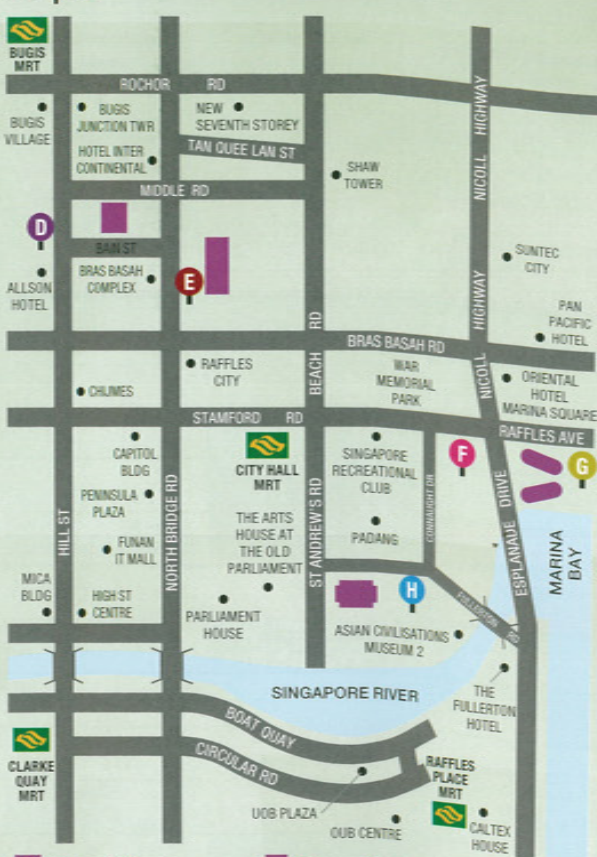 BUGIS
MRT
ROCHOR RD
BUGIS
VILLAGE
BUGIS
JUNCTION TWR
NEW
SEVENTH STOREY
HOTEL INTER
CONTINENTAL
TAN QUEE LAN ST
NICOLL HIGHWAY
SHAW
TOWER
MIDDLE RD
D
BAIN ST
ALLSON
HOTEL
BRAS BASAH
COMPLEX
E
SUNTEC
CITY
PAN
PACIFIC
HOTEL
NICOLL HIGHWAY
BEACH RD
BRAS BASAH RD
RAFFLES
CITY
WAR
MEMORIAL
PARK
NICOLL
ORIENTAL
HOTEL
MARINA SQUARE
CHIJMES
STAMFORD RD
RAFFLES AVE
CAPITOL
BLDG
CITY HALL
MRT
SINGAPORE
RECREATIONAL
CLUB
F
G
PENINSULA
PLAZA
HILL ST
NORTH BRIDGE RD
ST ANDREW'S RD
CONNAUGHT DR
ESPLANADE DRIVE
FUNAN
IT MALL
THE ARTS
HOUSE AT
THE OLD
PARLIAMENT
PADANG
MARINA
BAY
MICA
BLDG
HIGH ST
CENTRE
PARLIAMENT
HOUSE
H
FULLERTON RD
ASIAN CIVILISATIONS
MUSEUM 2
SINGAPORE RIVER
THE
FULLERTON
HOTEL
BOAT QUAY
CIRCULAR RD
CLARKE
QUAY
MRT
RAFFLES
PLACE
MRT
UOB PLAZA
OUB CENTRE
CALTEX
HOUSE